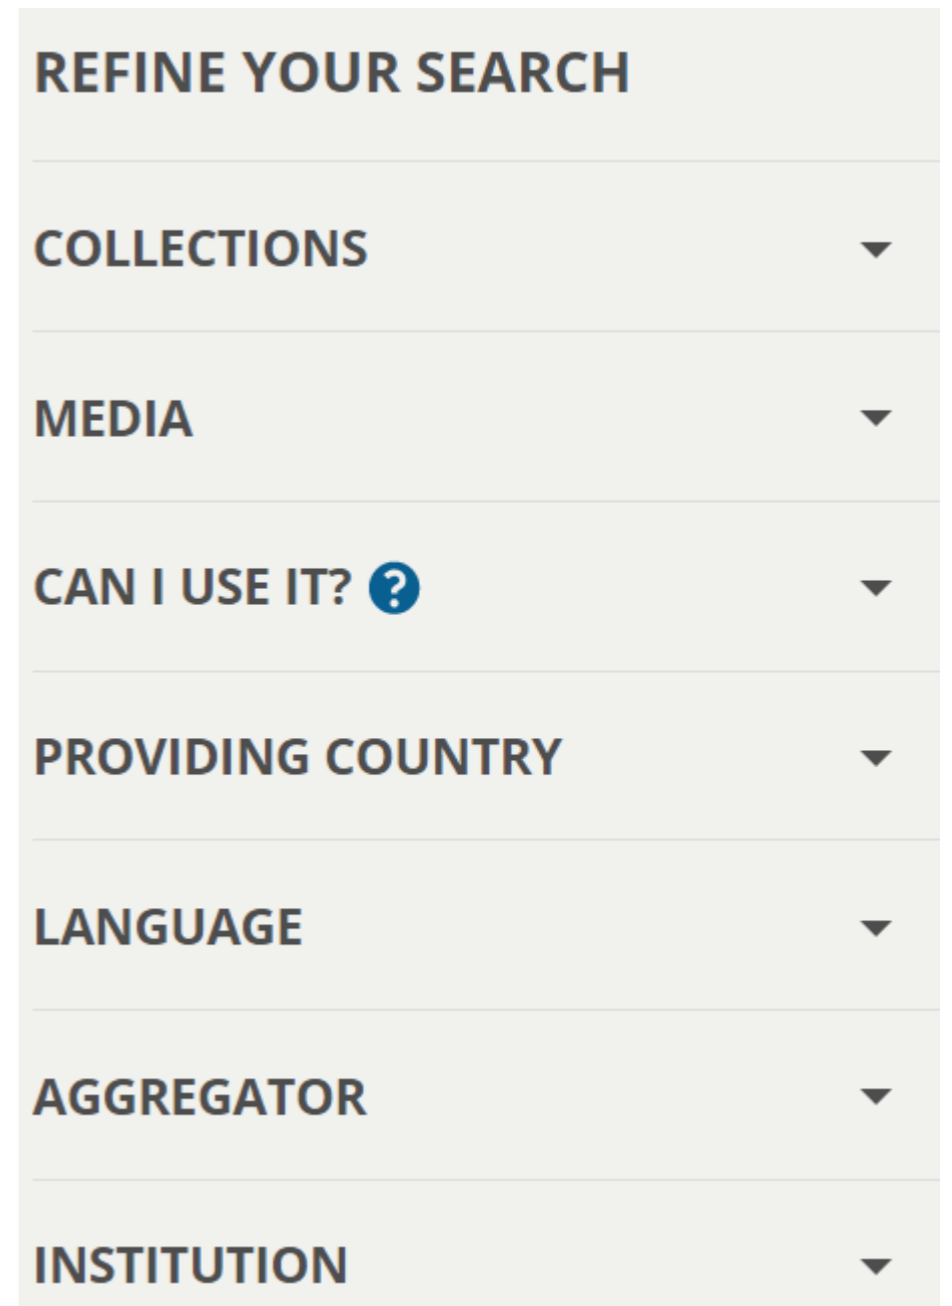 REFINE YOUR SEARCH
COLLECTIONS
MEDIA
CAN I USE IT? ?
PROVIDING COUNTRY
LANGUAGE
AGGREGATOR
INSTITUTION